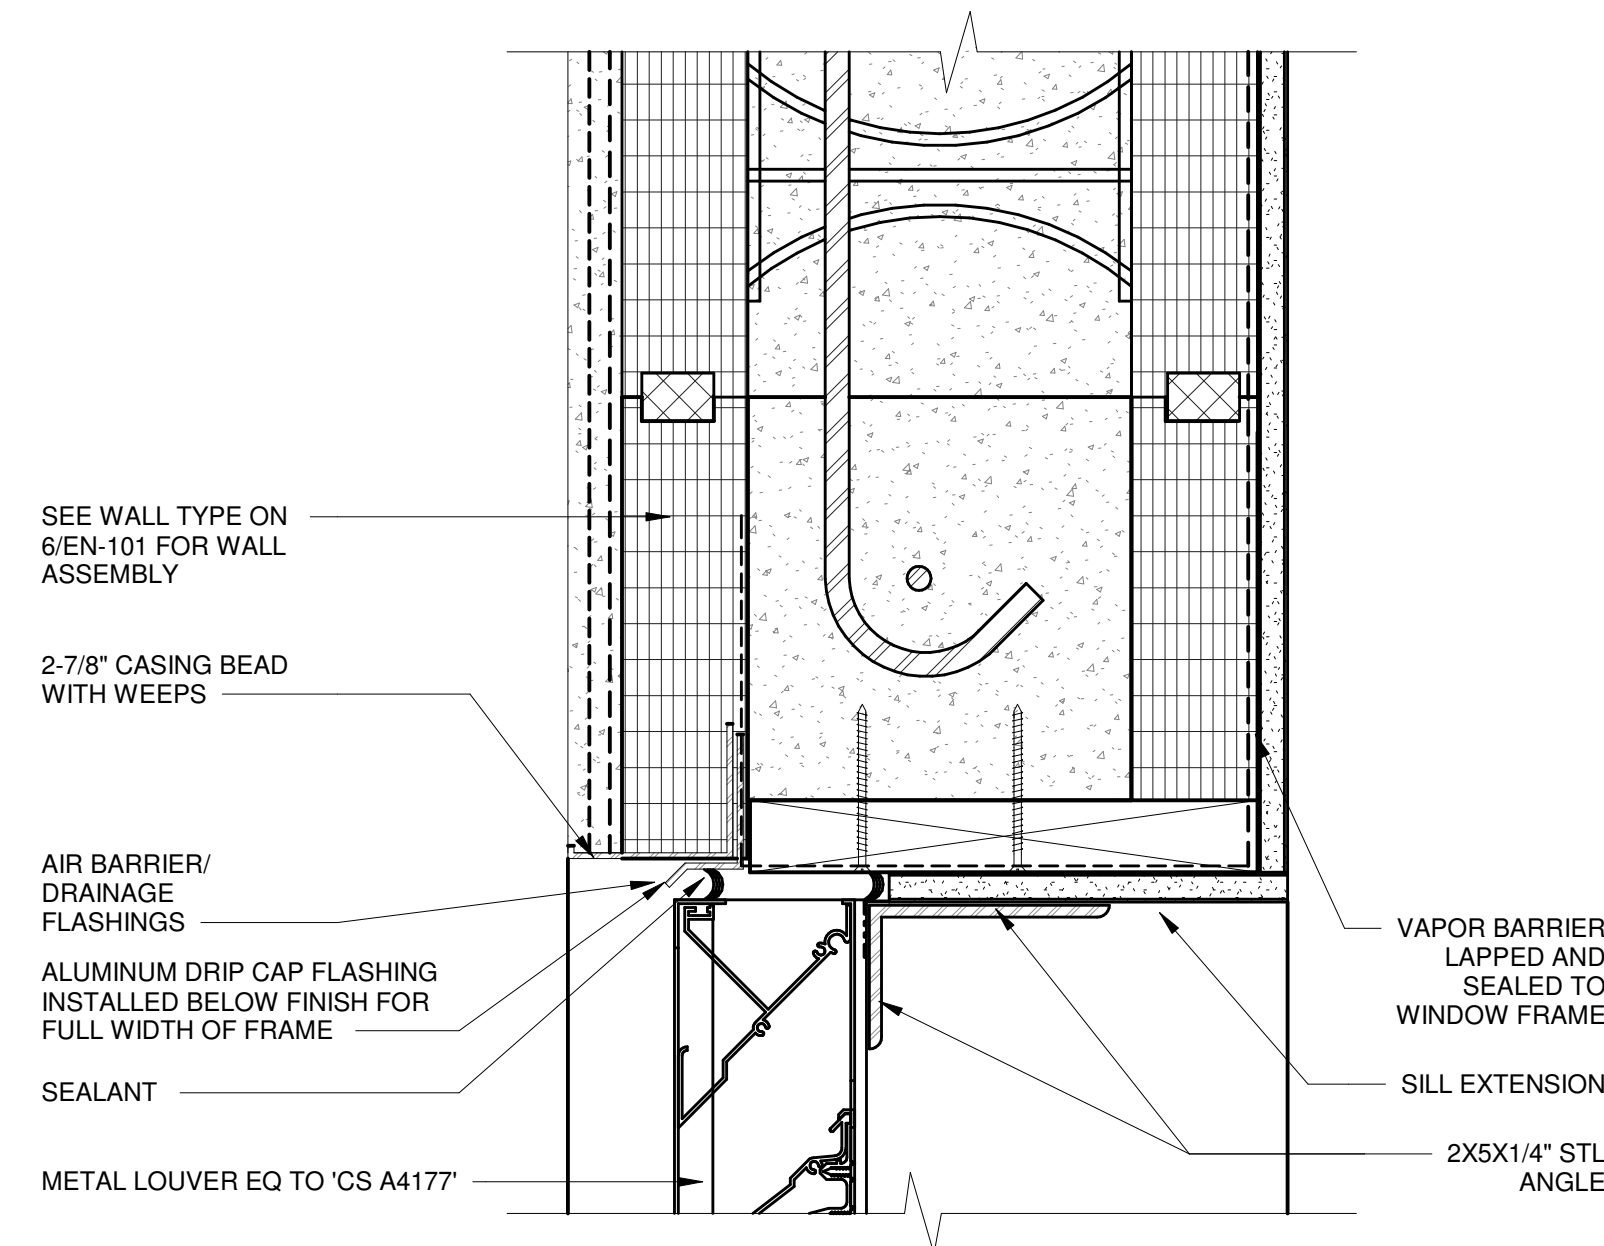 SEE WALL TYPE ON
6/EN-101 FOR WALL
ASSEMBLY
2-7/8" CASING BEAD
WITH WEEPS
AIR BARRIER/
DRAINAGE
FLASHINGS
ALUMINUM DRIP CAP FLASHING
INSTALLED BELOW FINISH FOR
FULL WIDTH OF FRAME
SEALANT
METAL LOUVER EQ TO 'CS A4177'
VAPOR BARRIER
LAPPED AND
SEALED TO
WINDOW FRAME
SILL EXTENSION
2X5X1/4" STL
ANGLE